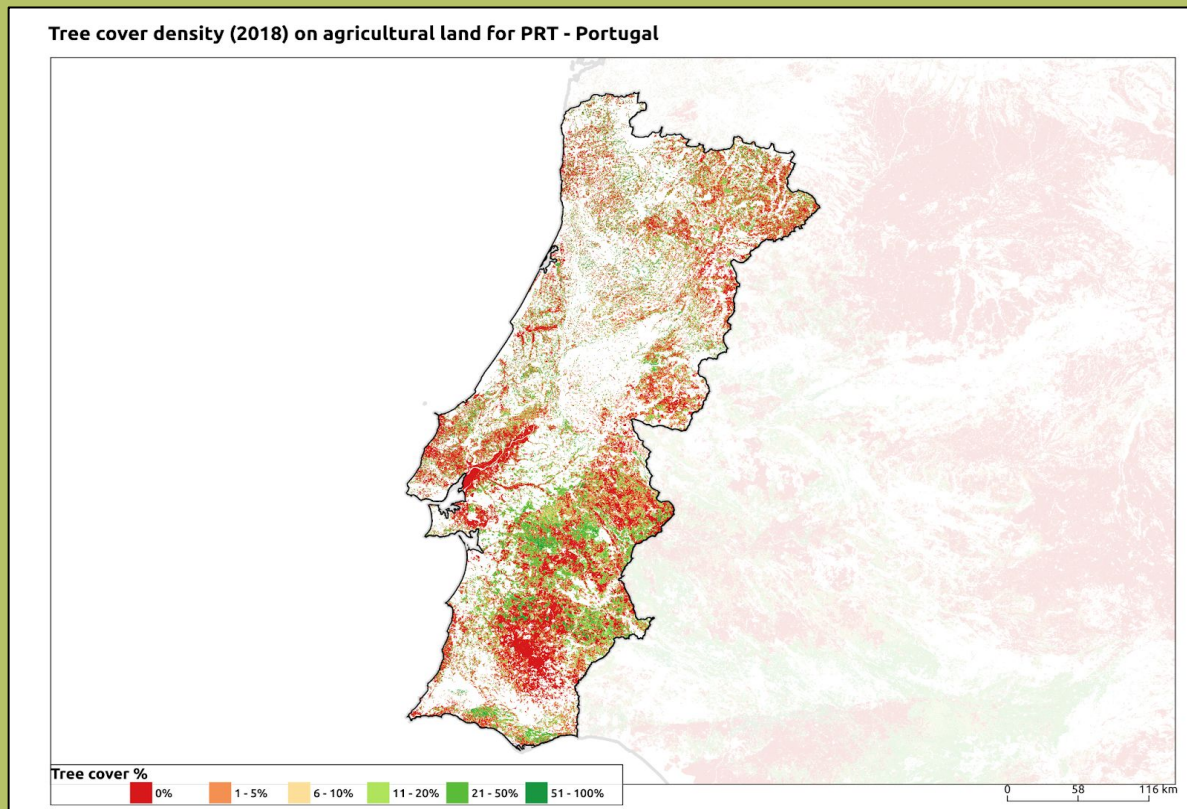 Tree cover density (2018) on agricultural land for PRT - Portugal
Tree cover %
0% 1 - 5% 6 - 10% 11 - 20% 21 - 50% 51 - 100%
0 58 116 km